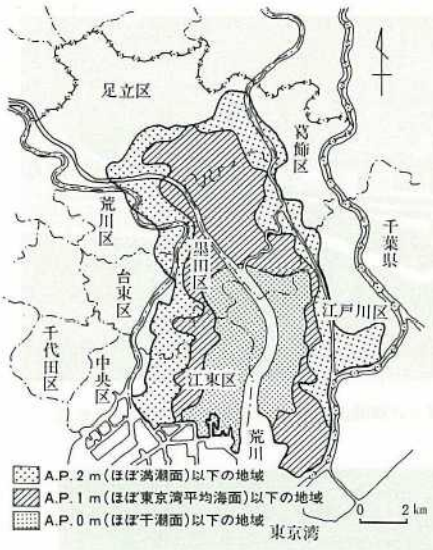 足立区
葛飾区
荒川区
千葉県
墨田区
台東区
江戸川区
千代田区
中央区
江東区
荒川
A.P. 2 m(ほぼ満潮面)以下の地域
A.P. 1 m(ほぼ東京湾平均海面)以下の地域
A.P. 0 m(ほぼ干潮面)以下の地域
東京湾
0 2 km